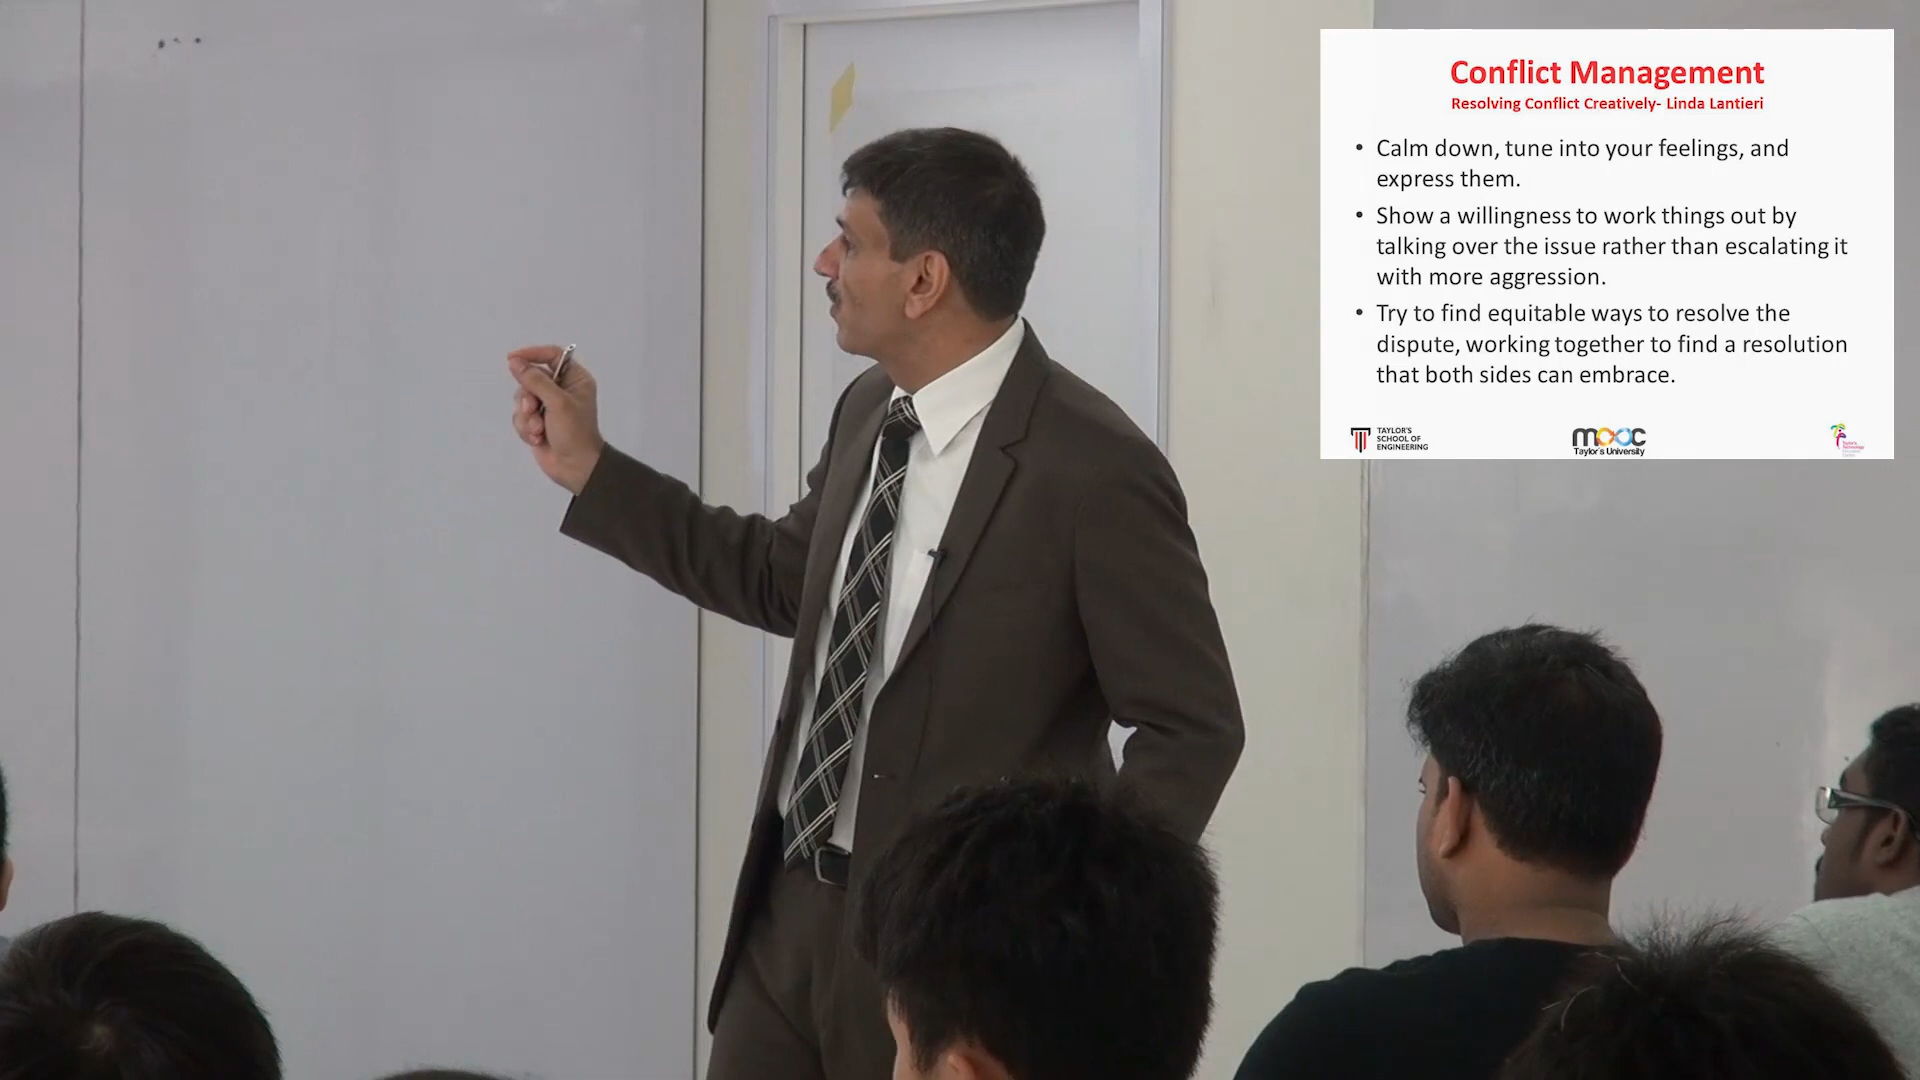 Conflict Management
Resolving Conflict Creatively- Linda Lantieri
• Calm down, tune into your feelings, and
express them.
• Show a willingness to work things out by
talking over the issue rather than escalating it
with more aggression.
• Try to find equitable ways to resolve the
dispute, working together to find a resolution
that both sides can embrace.
TAYLOR'S
SCHOOL OF
ENGINEERING
mooc
Taylor's University